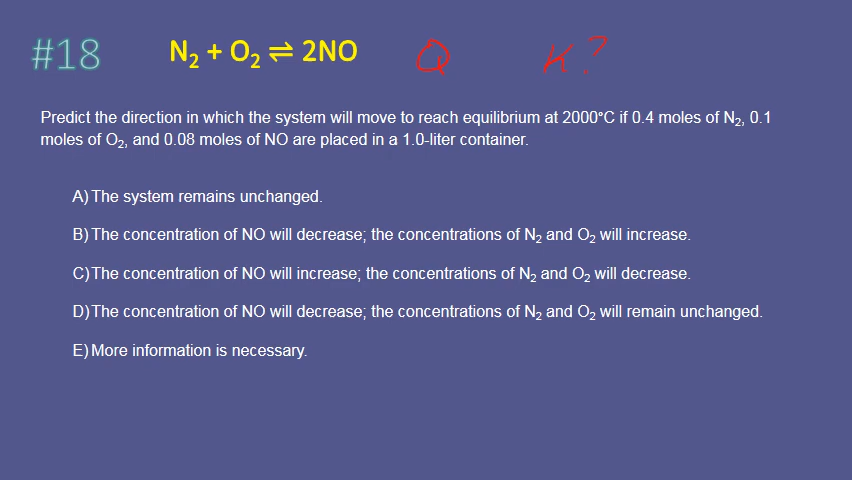 #18 N₂ + O₂ ⇌ 2NO Q K?
Predict the direction in which the system will move to reach equilibrium at 2000°C if 0.4 moles of N₂, 0.1
moles of O₂, and 0.08 moles of NO are placed in a 1.0-liter container.
A) The system remains unchanged.
B) The concentration of NO will decrease; the concentrations of N₂ and O₂ will increase.
C) The concentration of NO will increase; the concentrations of N₂ and O₂ will decrease.
D) The concentration of NO will decrease; the concentrations of N₂ and O₂ will remain unchanged.
E) More information is necessary.